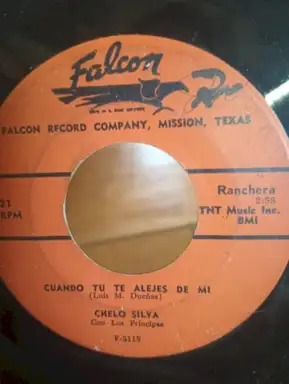 Falcon
FALCON RECORD COMPANY, MISSION, TEXAS
Ranchera
2:58
RPM
TNT Music Inc.
BMI
CUANDO TU TE ALEJES DE MI
(Luis M. Dueñas)
CHELO SILVA
Con Los Principes